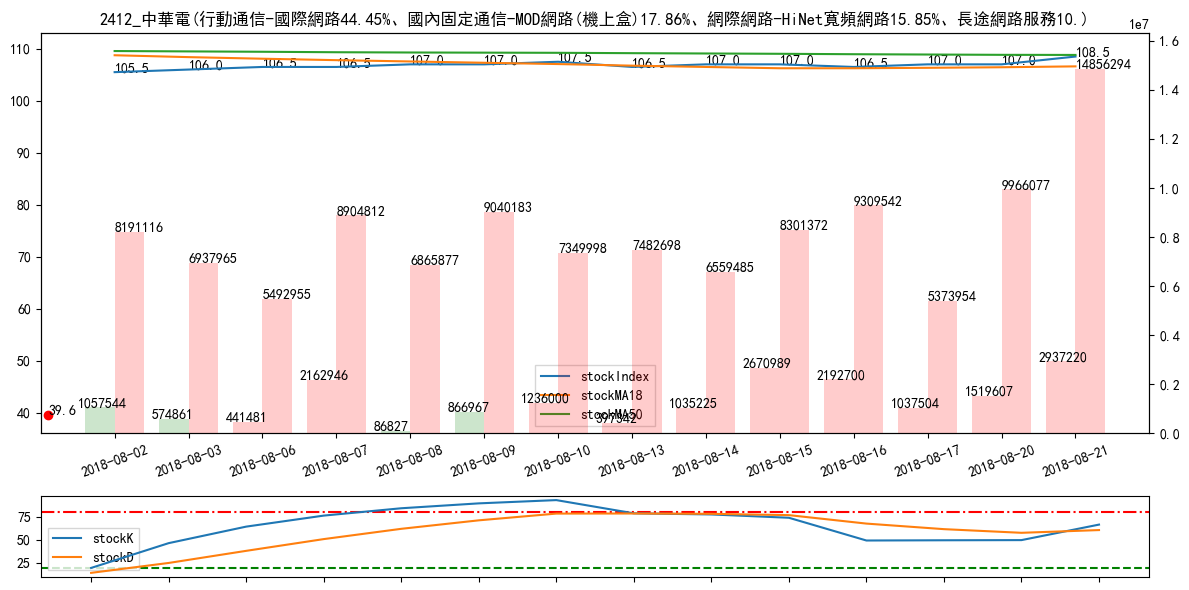 2412_中華電(行動通信-國際網路44.45%、國內固定通信-MOD網路(機上盒)17.86%、網際網路-HiNet寬頻網路15.85%、長途網路服務10.)
1e7
110
100
90
80
70
60
50
40
1.6
1.4
1.2
1.0
0.8
0.6
0.4
0.2
0.0
105.5 106.0 106.5 106.5 107.0 107.0 107.5 106.5 107.0 107.0 106.5 107.0 107.0 108.5
8191116 6937965 5492955 8904812 6865877 9040183 7349998 7482698 6559485 8301372 9309542 5373954 9966077 14856294
39.6
1057544 574861 441481 2162946 86827 866967 1236000 397342 1035225 2670989 2192700 1037504 1519607 2937220
stockIndex
stockMA18
stockMA50
2018-08-02 2018-08-03 2018-08-06 2018-08-07 2018-08-08 2018-08-09 2018-08-10 2018-08-13 2018-08-14 2018-08-15 2018-08-16 2018-08-17 2018-08-20 2018-08-21
75
50
25
stockK
stockD